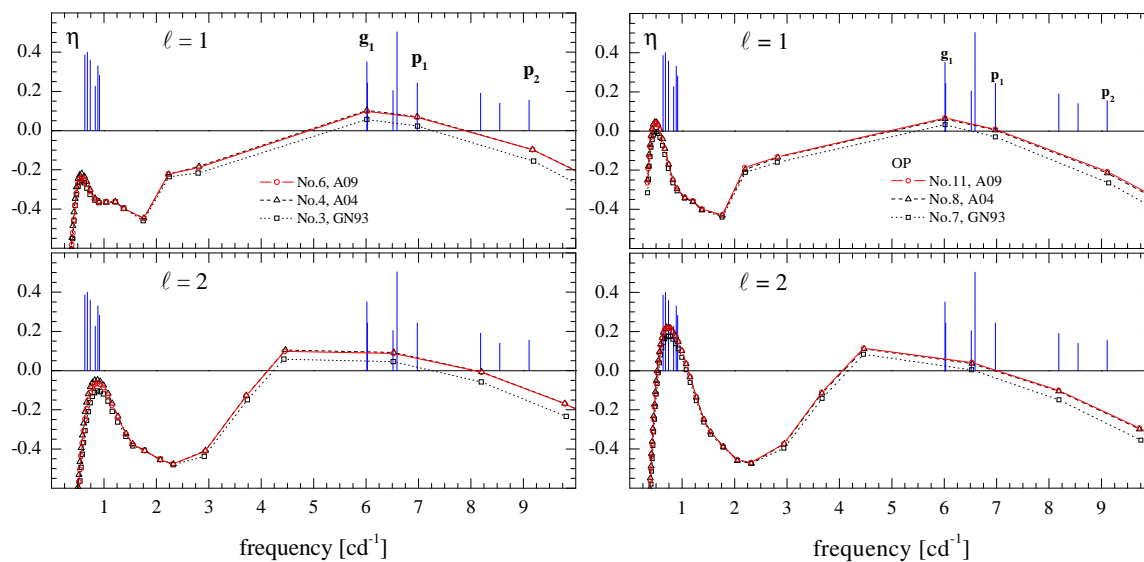 η
ℓ = 1
g1
p1
p2
0.4
0.2
0.0
-0.2
-0.4
No.6, A09
No.4, A04
No.3, GN93
ℓ = 2
0.4
0.2
0.0
-0.2
-0.4
1 2 3 4 5 6 7 8 9
frequency [cd-1]
η
ℓ = 1
g1
p1
p2
0.4
0.2
0.0
-0.2
-0.4
OP
No.11, A09
No.8, A04
No.7, GN93
ℓ = 2
0.4
0.2
0.0
-0.2
-0.4
1 2 3 4 5 6 7 8 9
frequency [cd-1]